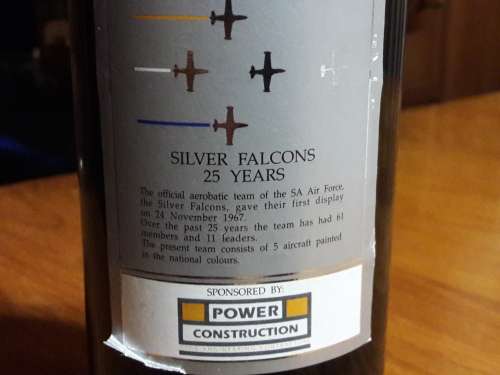 SILVER FALCONS
25 YEARS
The official aerobatic team of the SA Air Force,
the Silver Falcons, gave their first display
on 24 November 1967.
Over the past 25 years the team has had 61
members and 11 leaders.
The present team consists of 5 aircraft painted
in the national colours.
SPONSORED BY:
POWER
CONSTRUCTION